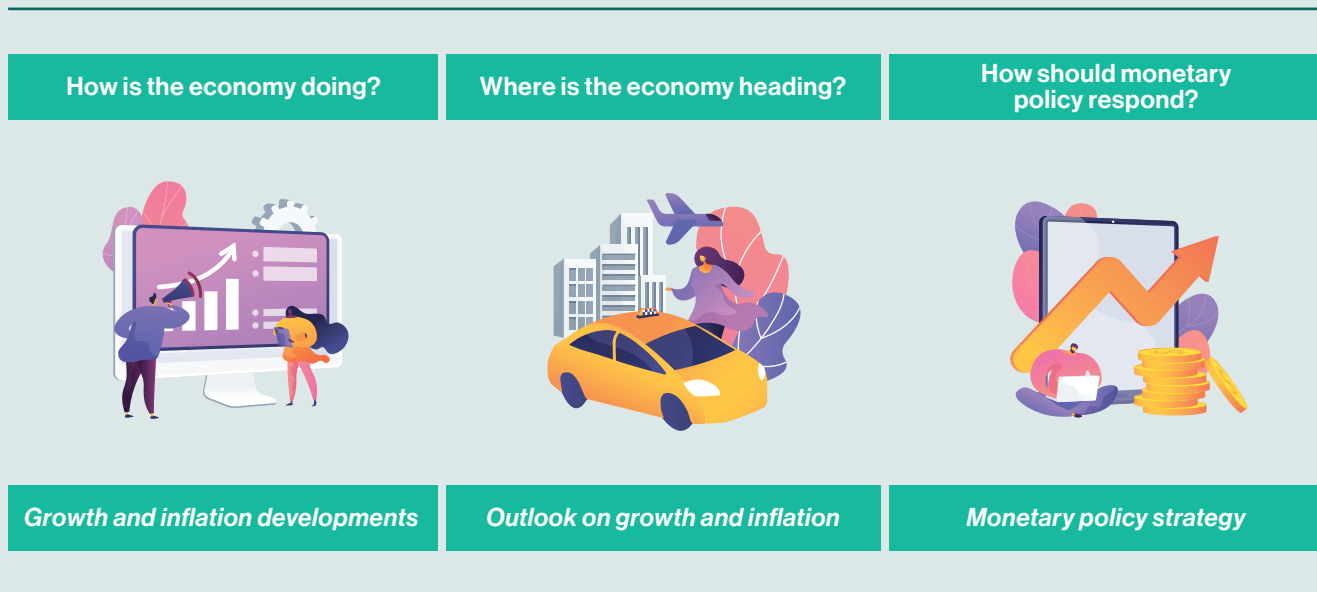 How is the economy doing?
Where is the economy heading?
How should monetary
policy respond?
Growth and inflation developments
Outlook on growth and inflation
Monetary policy strategy